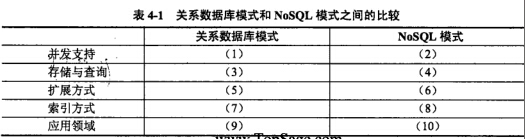 表 4-1 关系数据库模式和 NoSQL 模式之间的比较
关系数据库模式 NoSQL 模式
并发支持 (1) (2)
存储与查询 (3) (4)
扩展方式 (5) (6)
索引方式 (7) (8)
应用领域 (9) (10)
www.TopSage.com